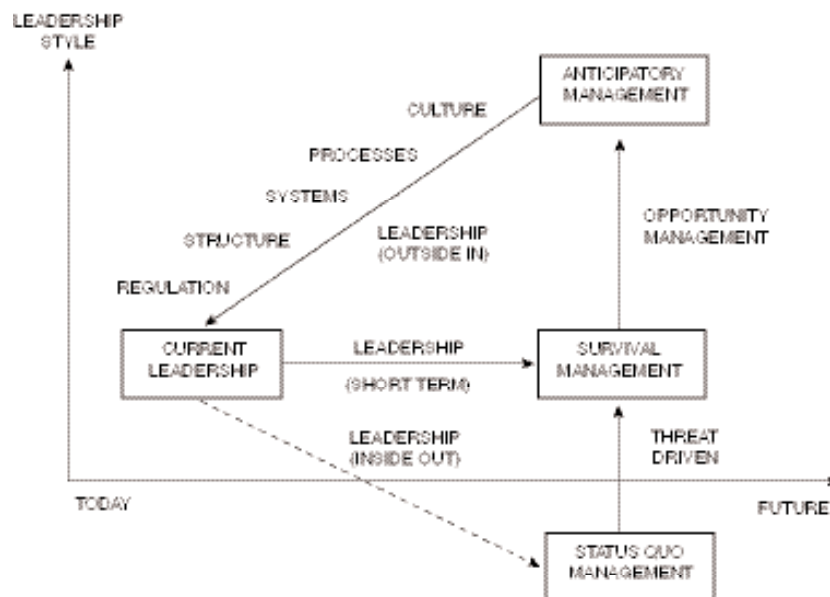 LEADERSHIP
STYLE
ANTICIPATORY
MANAGEMENT
CULTURE
PROCESSES
SYSTEMS
OPPORTUNITY
MANAGEMENT
STRUCTURE
LEADERSHIP
(OUTSIDE IN)
REGULATION
CURRENT
LEADERSHIP
LEADERSHIP
(SHORT TERM)
SURVIVAL
MANAGEMENT
LEADERSHIP
(INSIDE OUT)
THREAT
DRIVEN
TODAY
FUTURE
STATUS QUO
MANAGEMENT